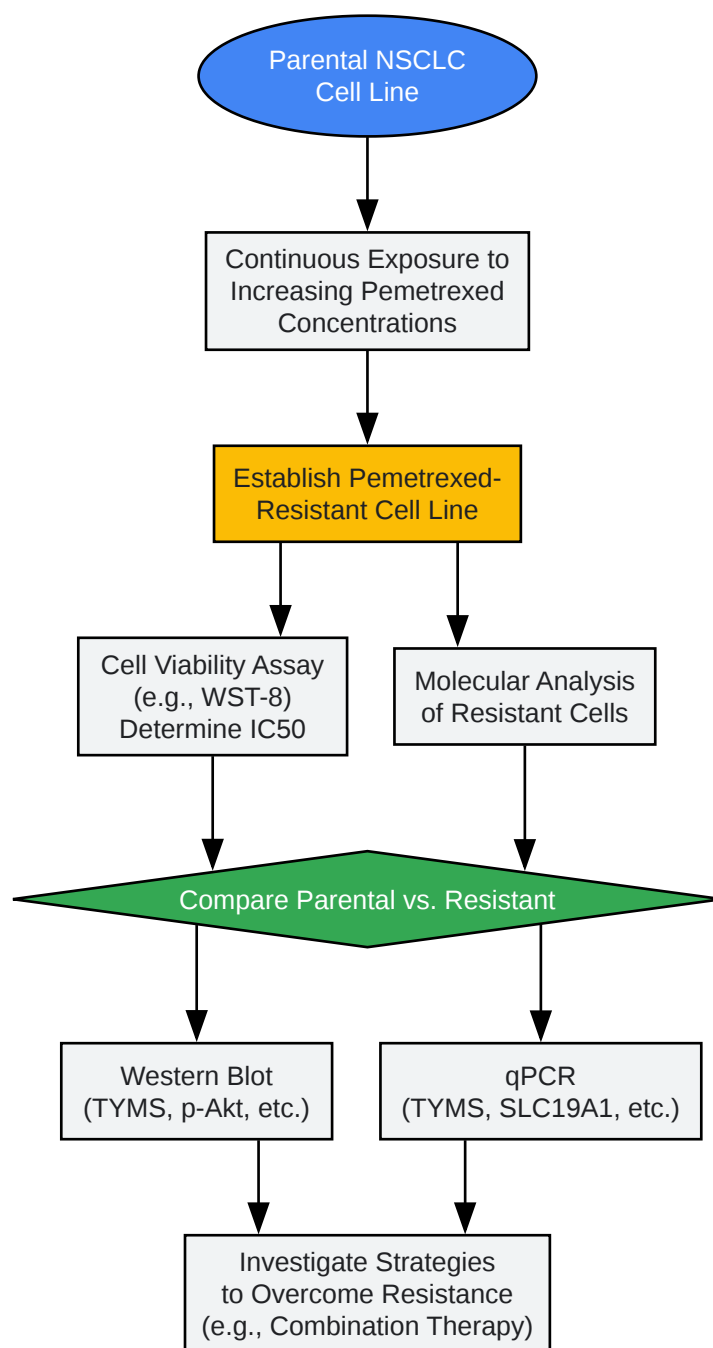 Parental NSCLC
Cell Line
Continuous Exposure to
Increasing Pemetrexed
Concentrations
Establish Pemetrexed-
Resistant Cell Line
Cell Viability Assay
(e.g., WST-8)
Determine IC50
Molecular Analysis
of Resistant Cells
Compare Parental vs. Resistant
Western Blot
(TYMS, p-Akt, etc.)
qPCR
(TYMS, SLC19A1, etc.)
Investigate Strategies
to Overcome Resistance
(e.g., Combination Therapy)